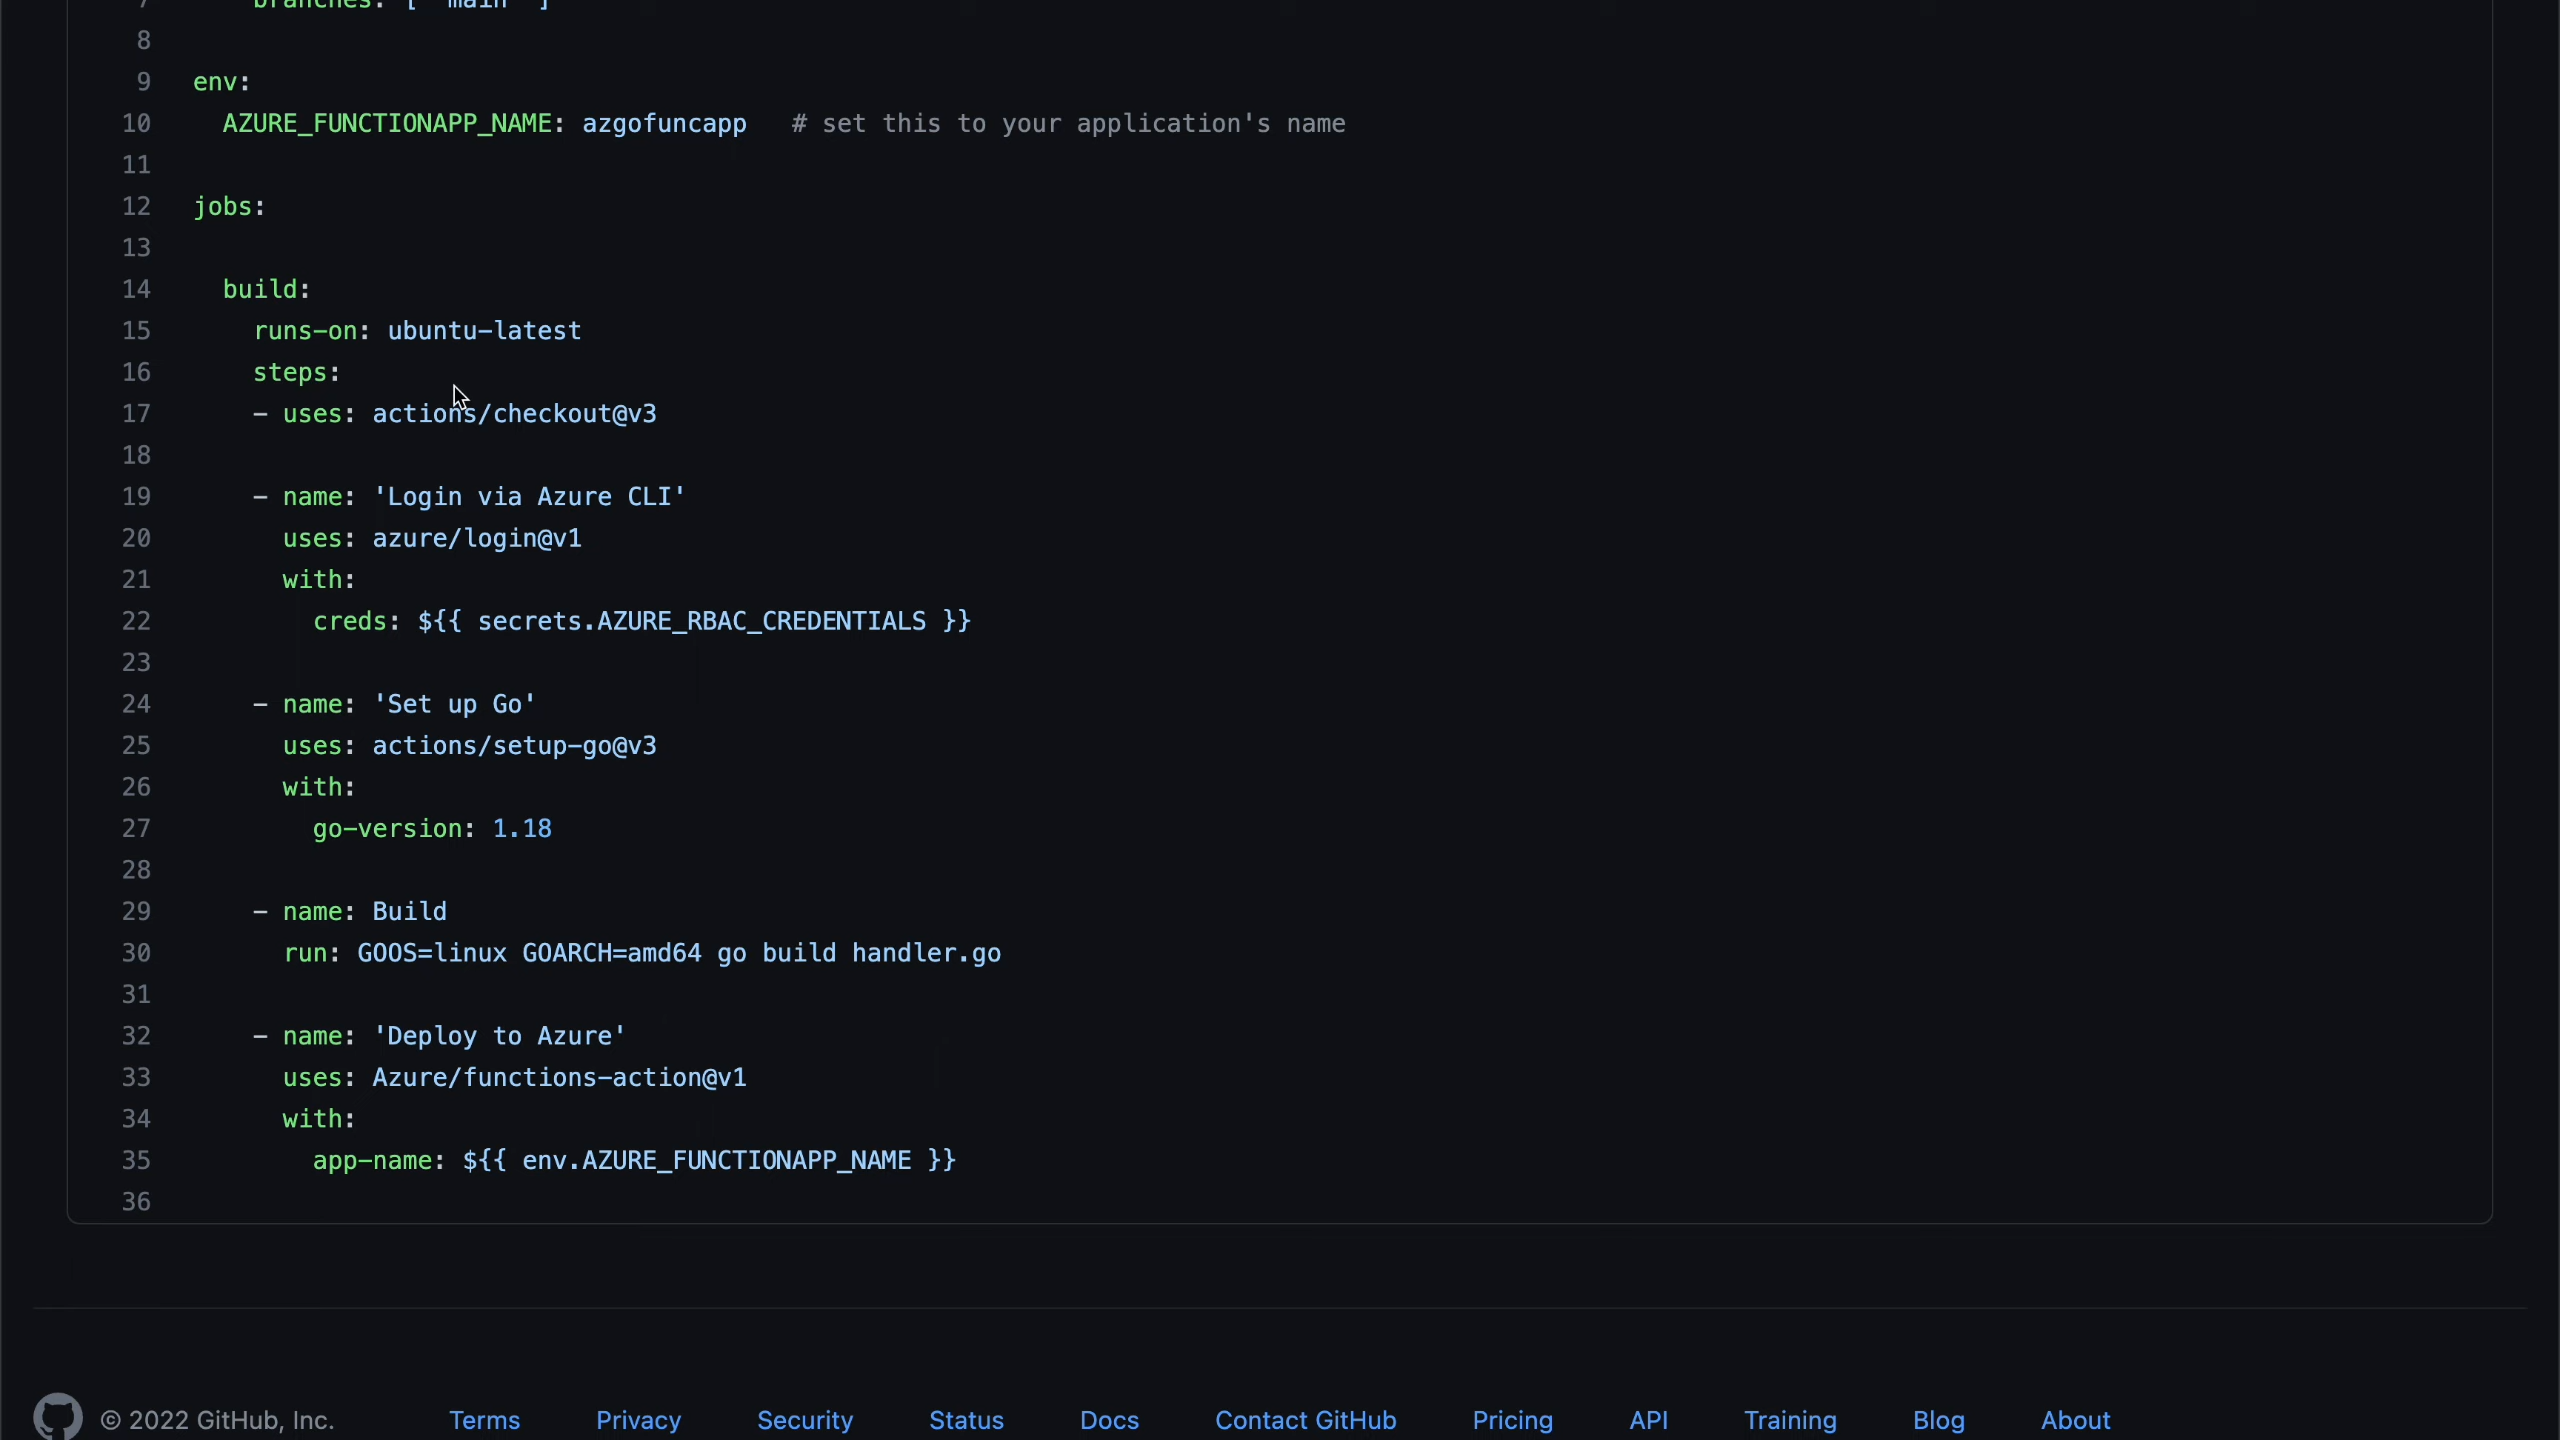 7 branches: [ "main" ]
8
9 env:
10 AZURE_FUNCTIONAPP_NAME: azgofuncapp # set this to your application's name
11
12 jobs:
13
14 build:
15 runs-on: ubuntu-latest
16 steps:
17 - uses: actions/checkout@v3
18
19 - name: 'Login via Azure CLI'
20 uses: azure/login@v1
21 with:
22 creds: ${{ secrets.AZURE_RBAC_CREDENTIALS }}
23
24 - name: 'Set up Go'
25 uses: actions/setup-go@v3
26 with:
27 go-version: 1.18
28
29 - name: Build
30 run: GOOS=linux GOARCH=amd64 go build handler.go
31
32 - name: 'Deploy to Azure'
33 uses: Azure/functions-action@v1
34 with:
35 app-name: ${{ env.AZURE_FUNCTIONAPP_NAME }}
36
© 2022 GitHub, Inc. Terms Privacy Security Status Docs Contact GitHub Pricing API Training Blog About